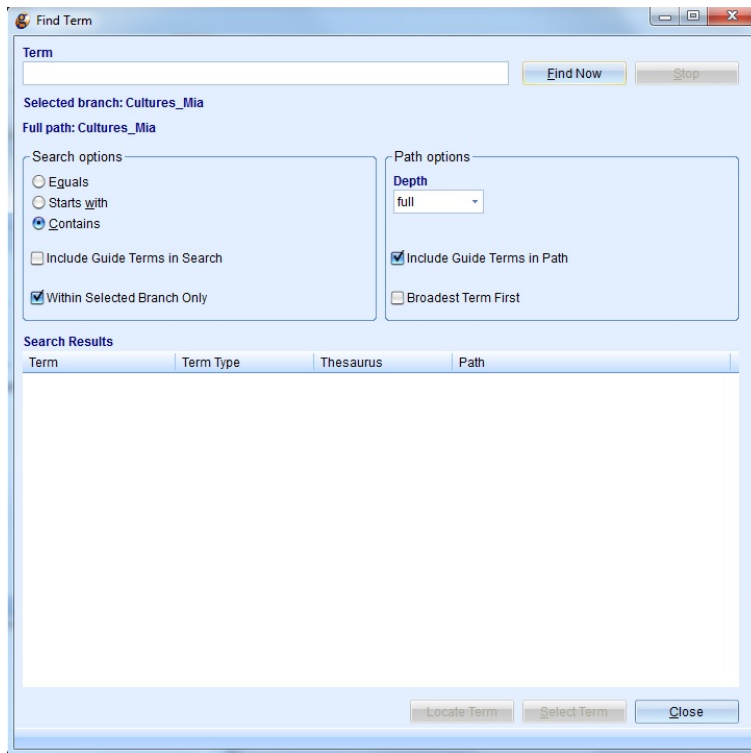 Find Term
Term
Find Now Stop
Selected branch: Cultures_Mia
Full path: Cultures_Mia
Search options
Equals
Starts with
Contains
Include Guide Terms in Search
Within Selected Branch Only
Path options
Depth
full
Include Guide Terms in Path
Broadest Term First
Search Results
Term Term Type Thesaurus Path
Locate Term Select Term Close